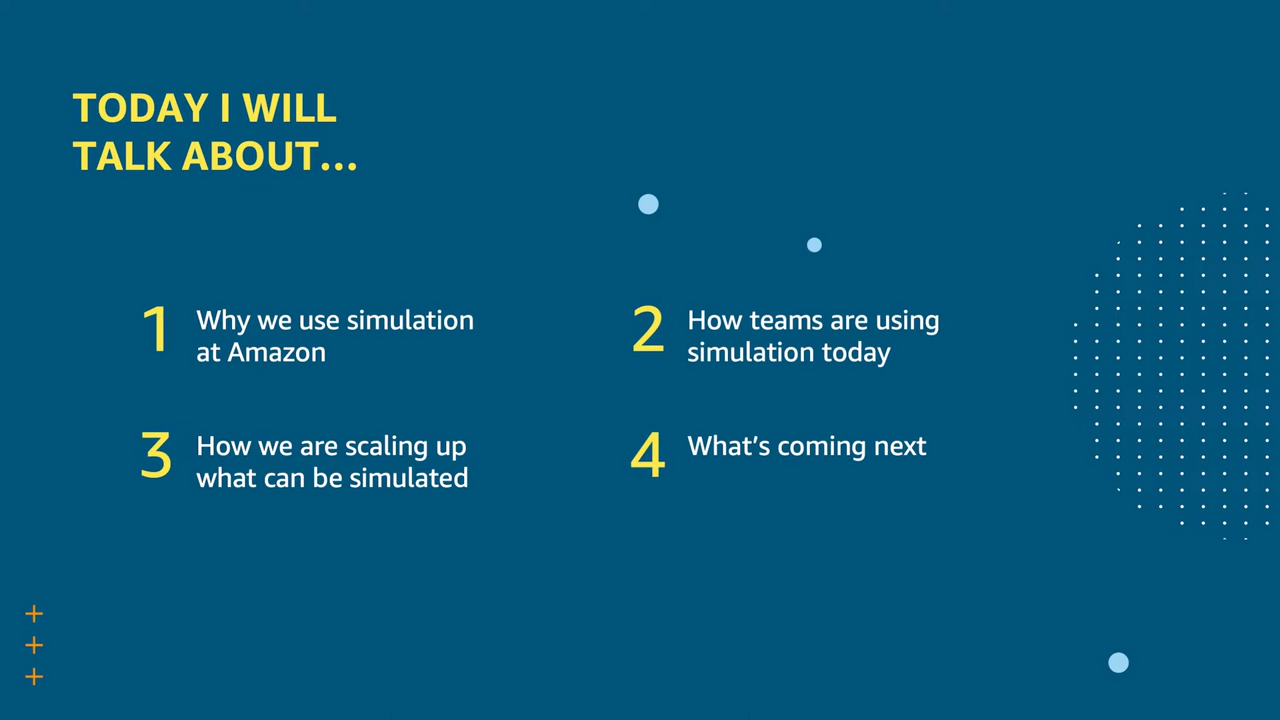 TODAY I WILL
TALK ABOUT...
1 Why we use simulation
at Amazon
2 How teams are using
simulation today
3 How we are scaling up
what can be simulated
4 What’s coming next